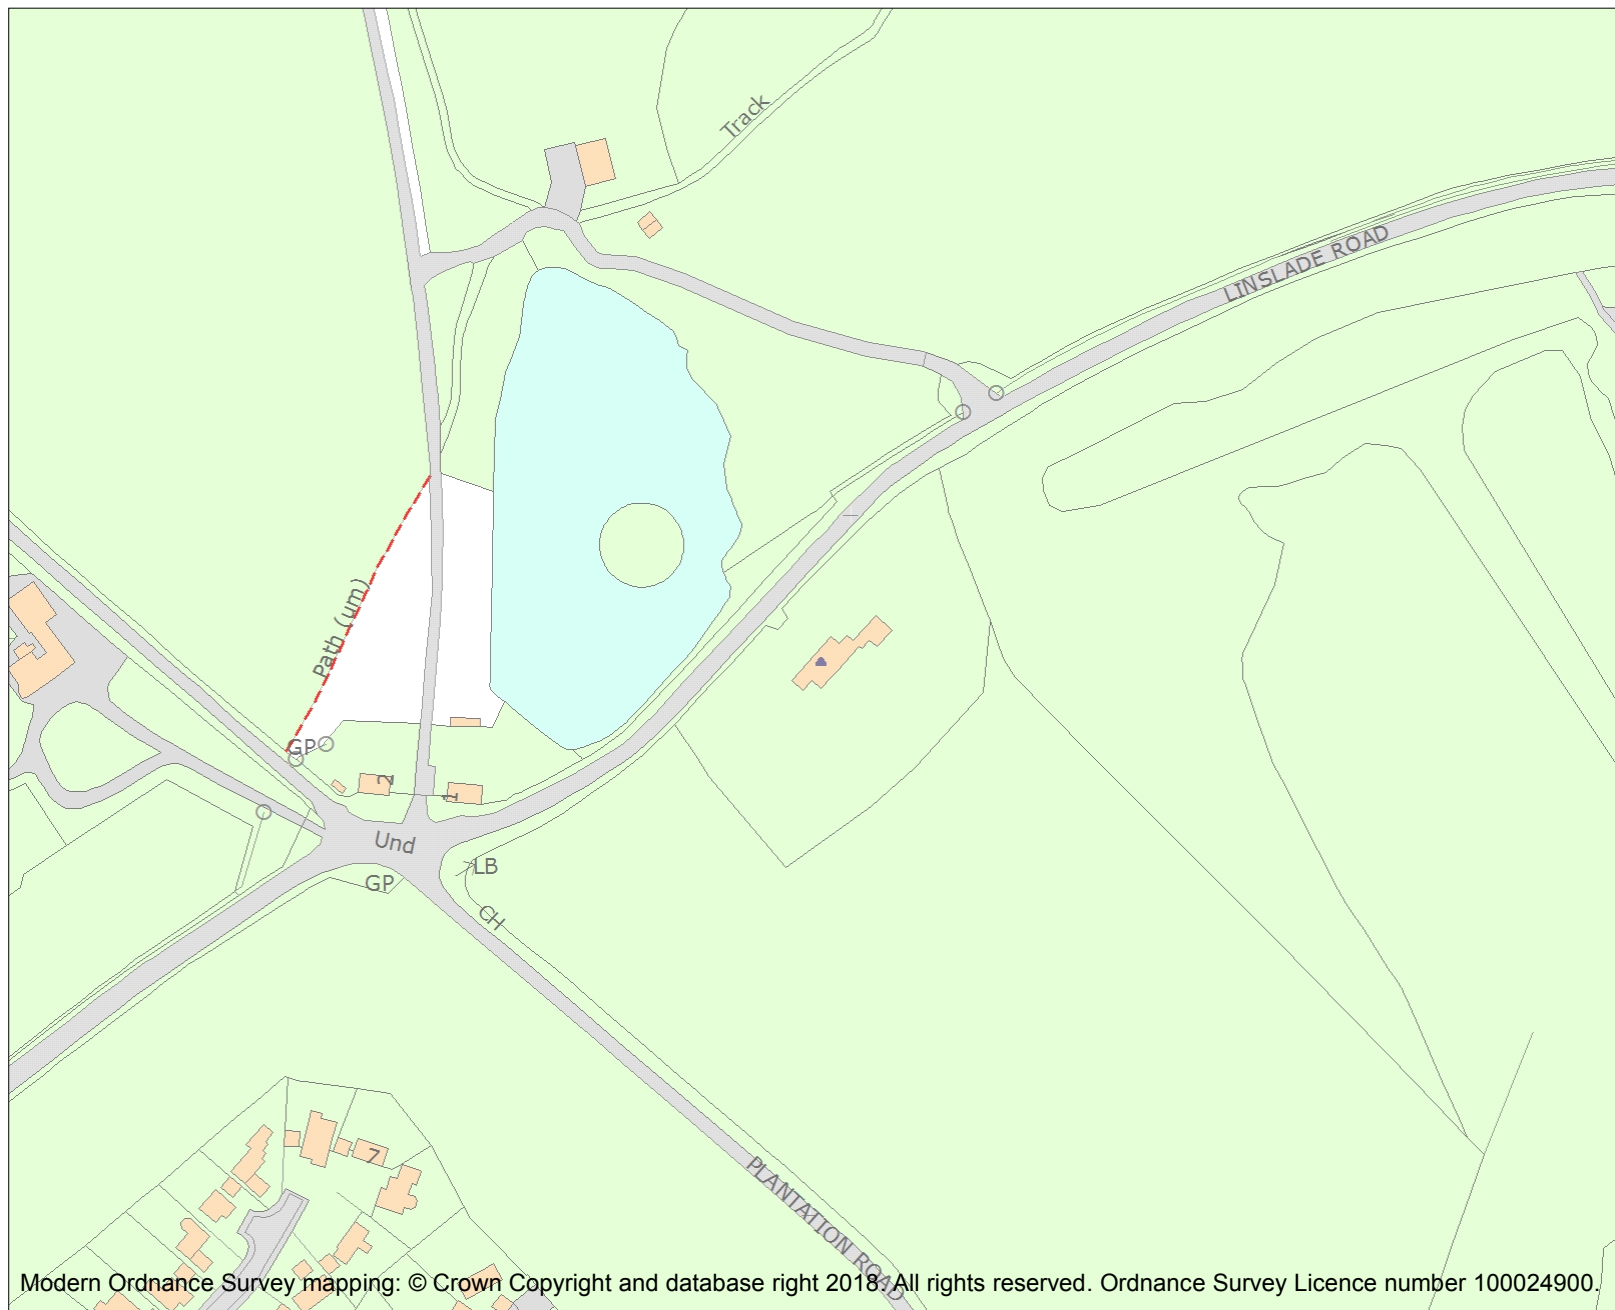 Track
LINSLADE ROAD
Path (um)
GP
2
1
Und
LB
GP
CH
7
PLANTATION ROAD
Modern Ordnance Survey mapping: © Crown Copyright and database right 2018. All rights reserved. Ordnance Survey Licence number 100024900.